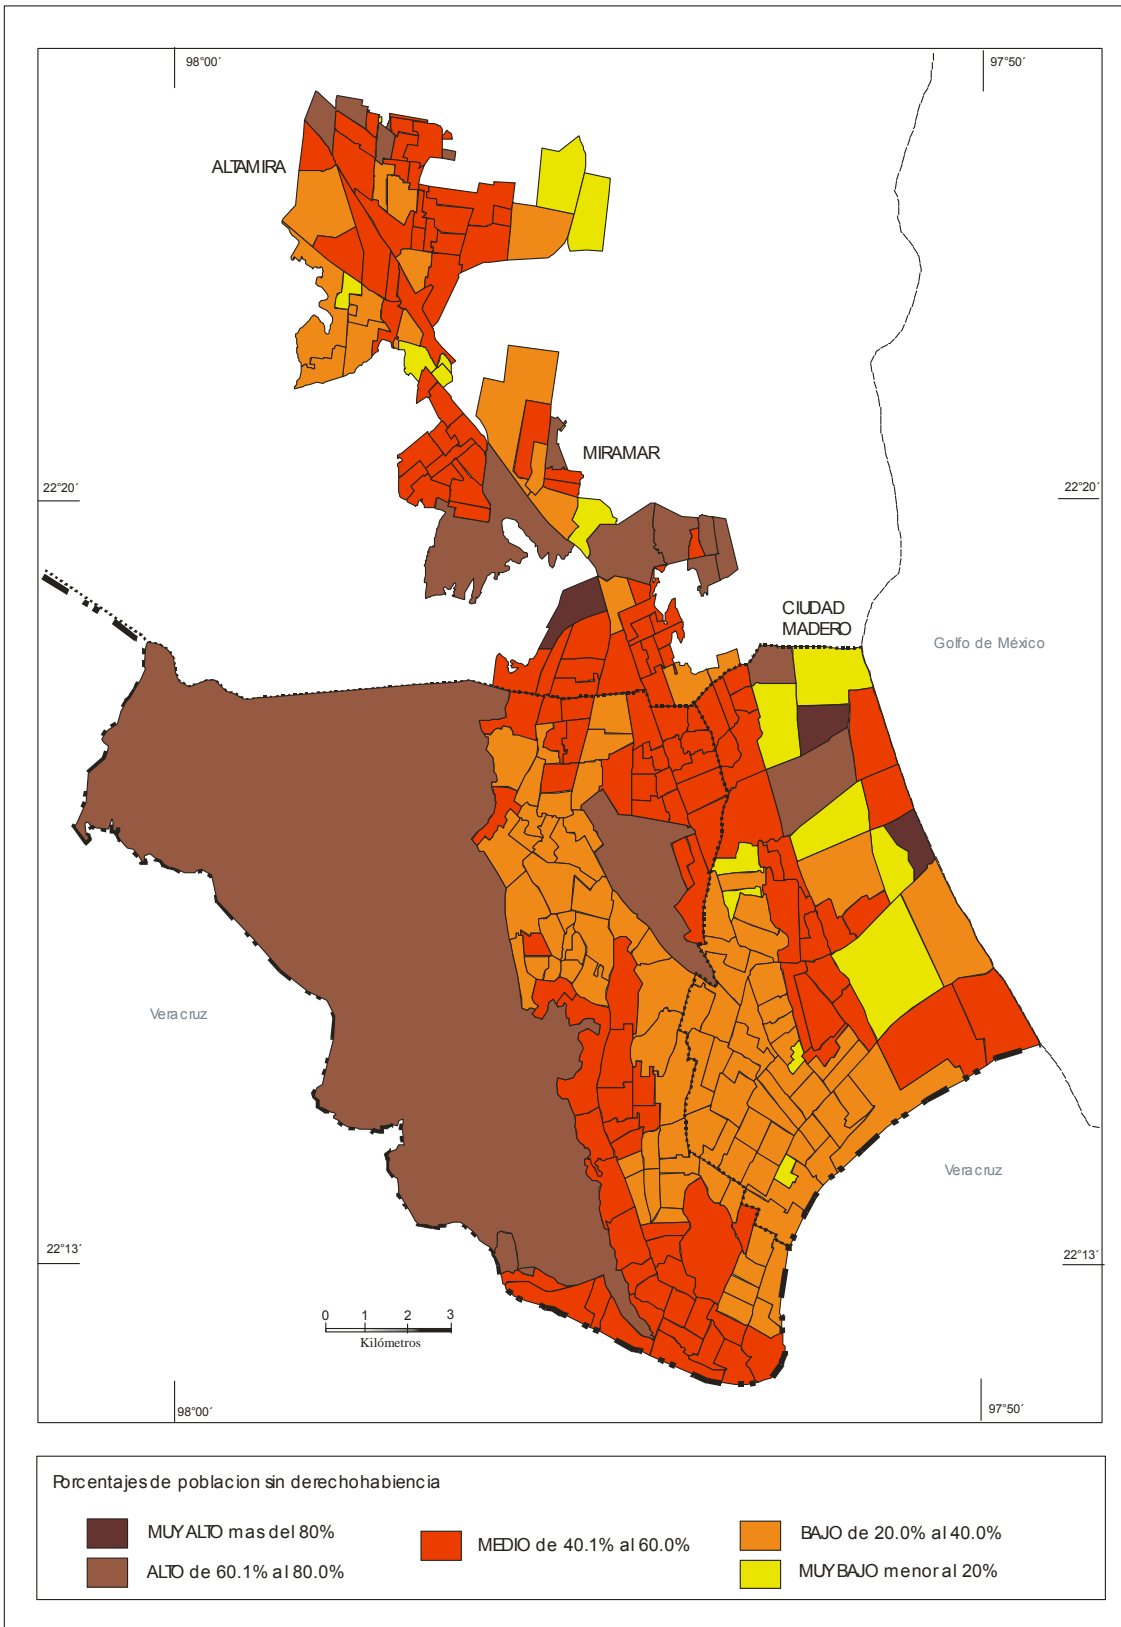 98°00´
97°50´
ALTAMIRA
MIRAMAR
22°20´
22°20´
CIUDAD
MADERO
Golfo de México
Veracruz
Veracruz
22°13´
22°13´
0 1 2 3
Kilómetros
98°00´
97°50´
Porcentajes de poblacion sin derechohabiencia
MUY ALTO mas del 80%
MEDIO de 40.1% al 60.0%
BAJO de 20.0% al 40.0%
ALTO de 60.1% al 80.0%
MUY BAJO menor al 20%